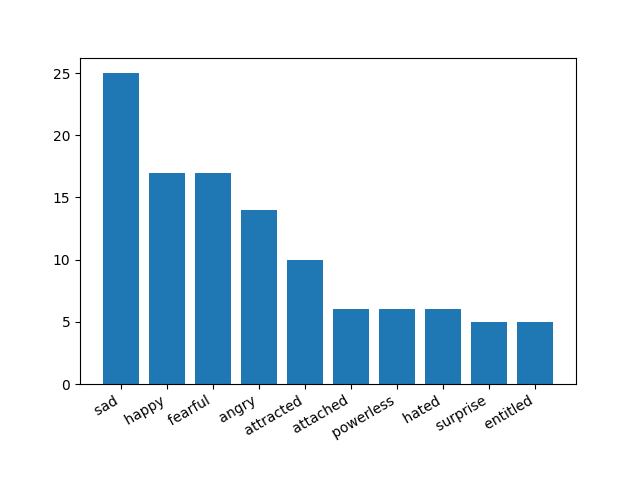 25
20
15
10
5
0
sad
happy
fearful
angry
attracted
attached
powerless
hated
surprise
entitled